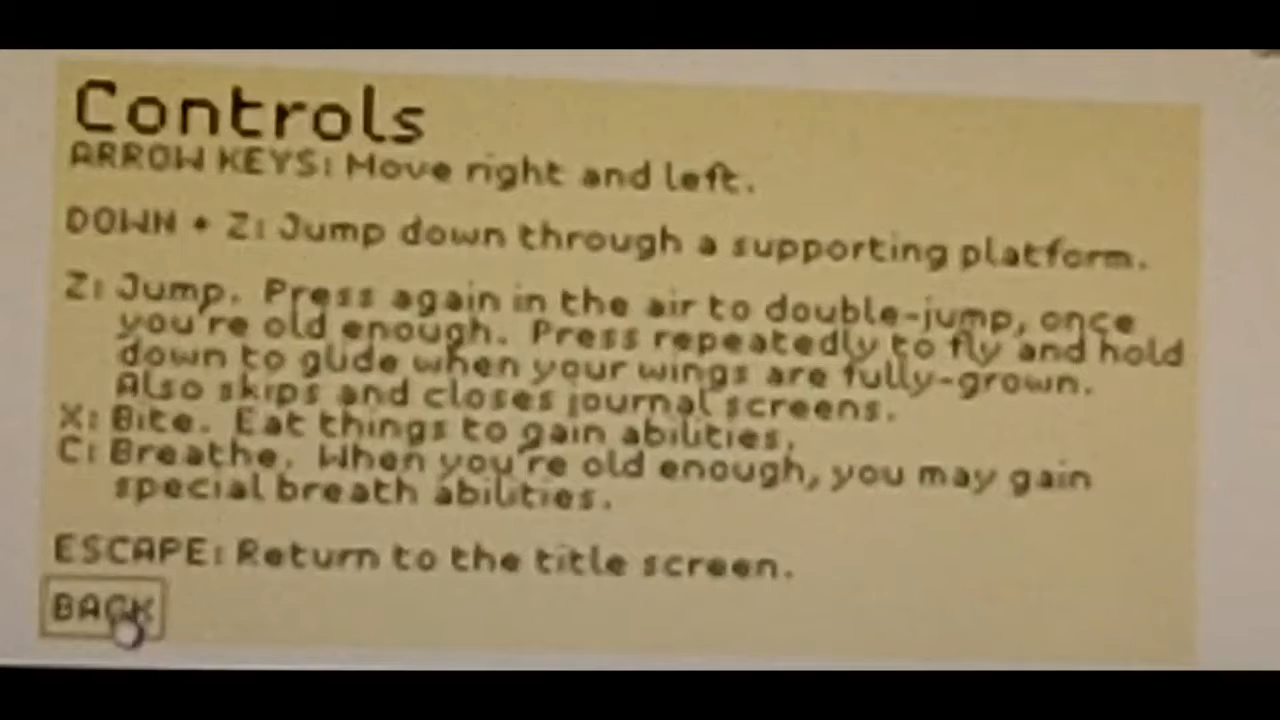 Controls
ARROW KEYS: Move right and left.
DOWN + Z: Jump down through a supporting platform.
Z: Jump. Press again in the air to double-jump, once
you're old enough. Press repeatedly to fly and hold
down to glide when your wings are fully-grown.
Also skips and closes journal screens.
X: Bite. Eat things to gain abilities.
C: Breathe. When you're old enough, you may gain
special breath abilities.
ESCAPE: Return to the title screen.
BACK